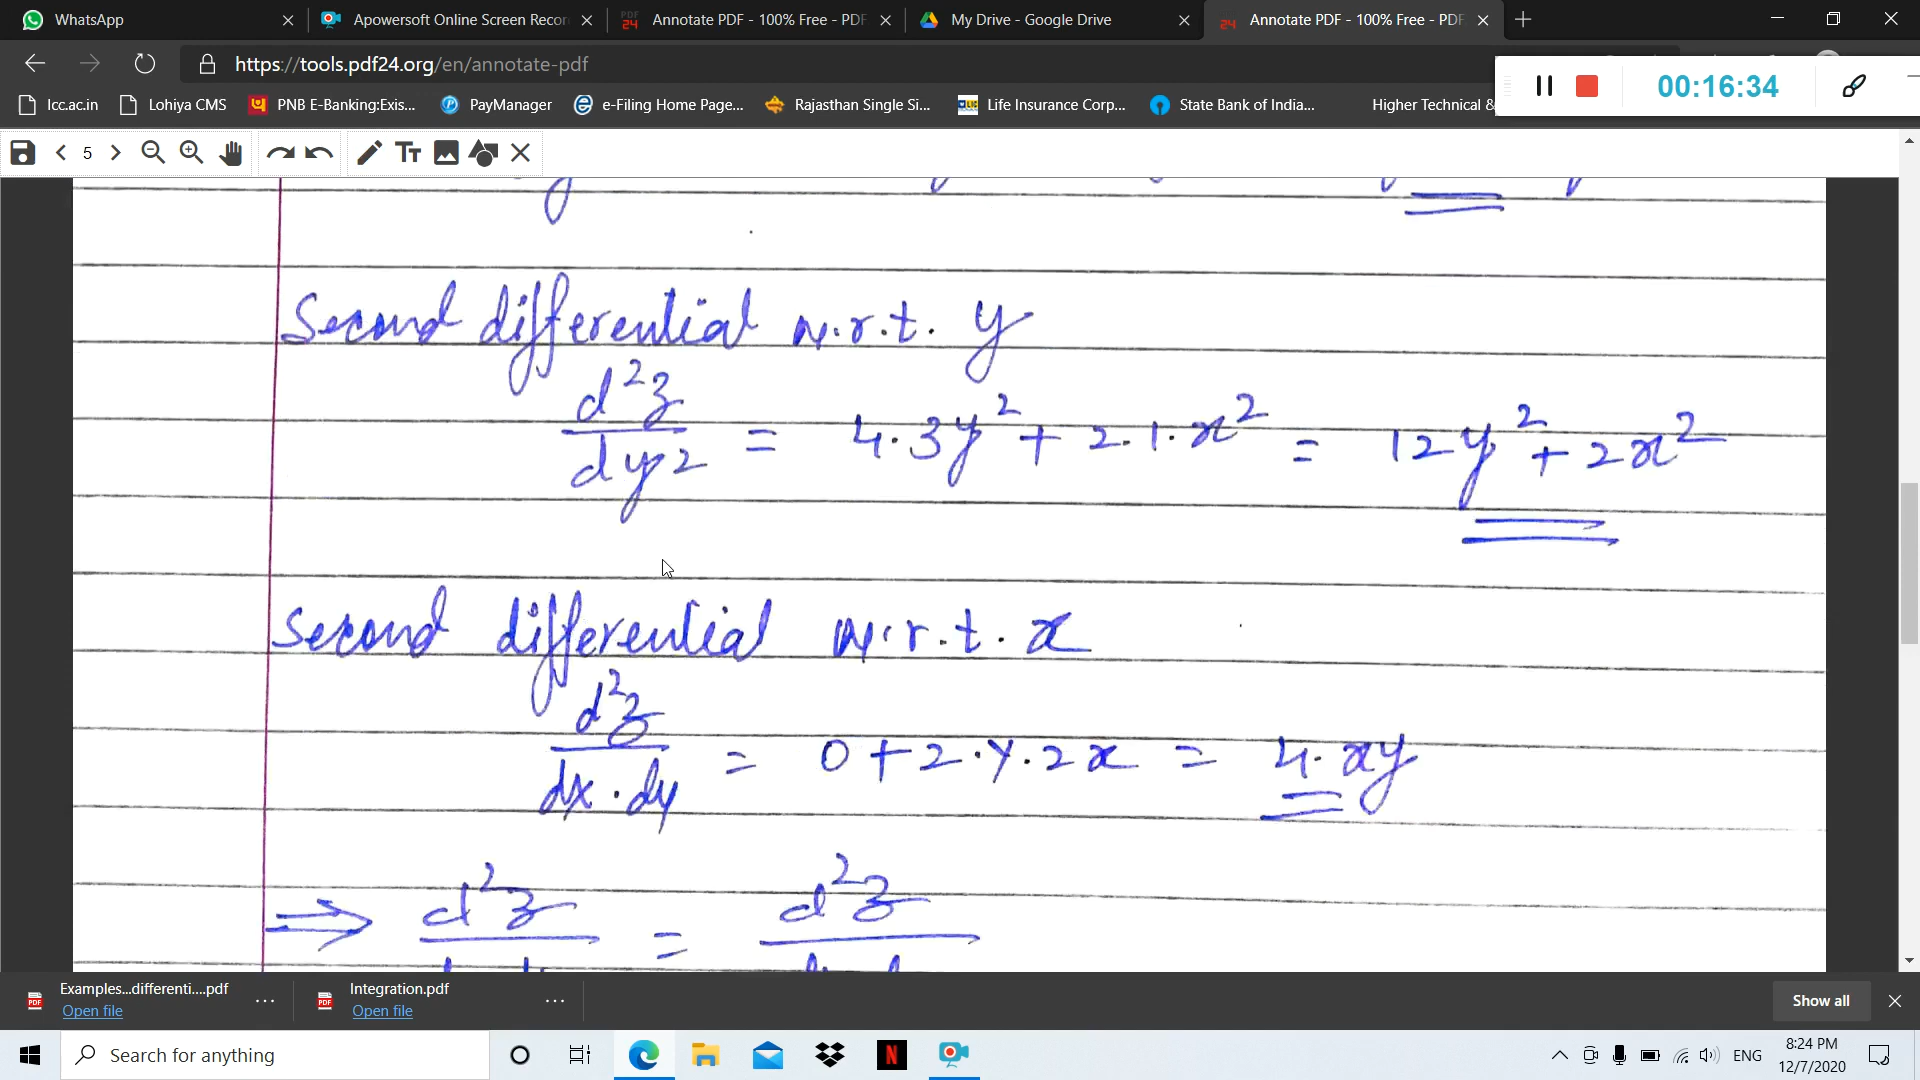 WhatsApp
Apowersoft Online Screen Recor
Annotate PDF - 100% Free - PDF
My Drive - Google Drive
Annotate PDF - 100% Free - PDF
https://tools.pdf24.org/en/annotate-pdf
lcc.ac.in
Lohiya CMS
PNB E-Banking:Exis...
PayManager
e-Filing Home Page...
Rajasthan Single Si...
Life Insurance Corp...
State Bank of India...
Higher Technical &
00:16:34
5
Second differential w.r.t. y
d²z/dy² = 4.3y² + 2.1.x² = 12y² + 2x²
Second differential w.r.t. x
d²z/dx.dy = 0 + 2.y.2x = 4.xy
⇒ d²z = d²z
Examples...differenti....pdf
Open file
Integration.pdf
Open file
Show all
Search for anything
ENG
8:24 PM
12/7/2020